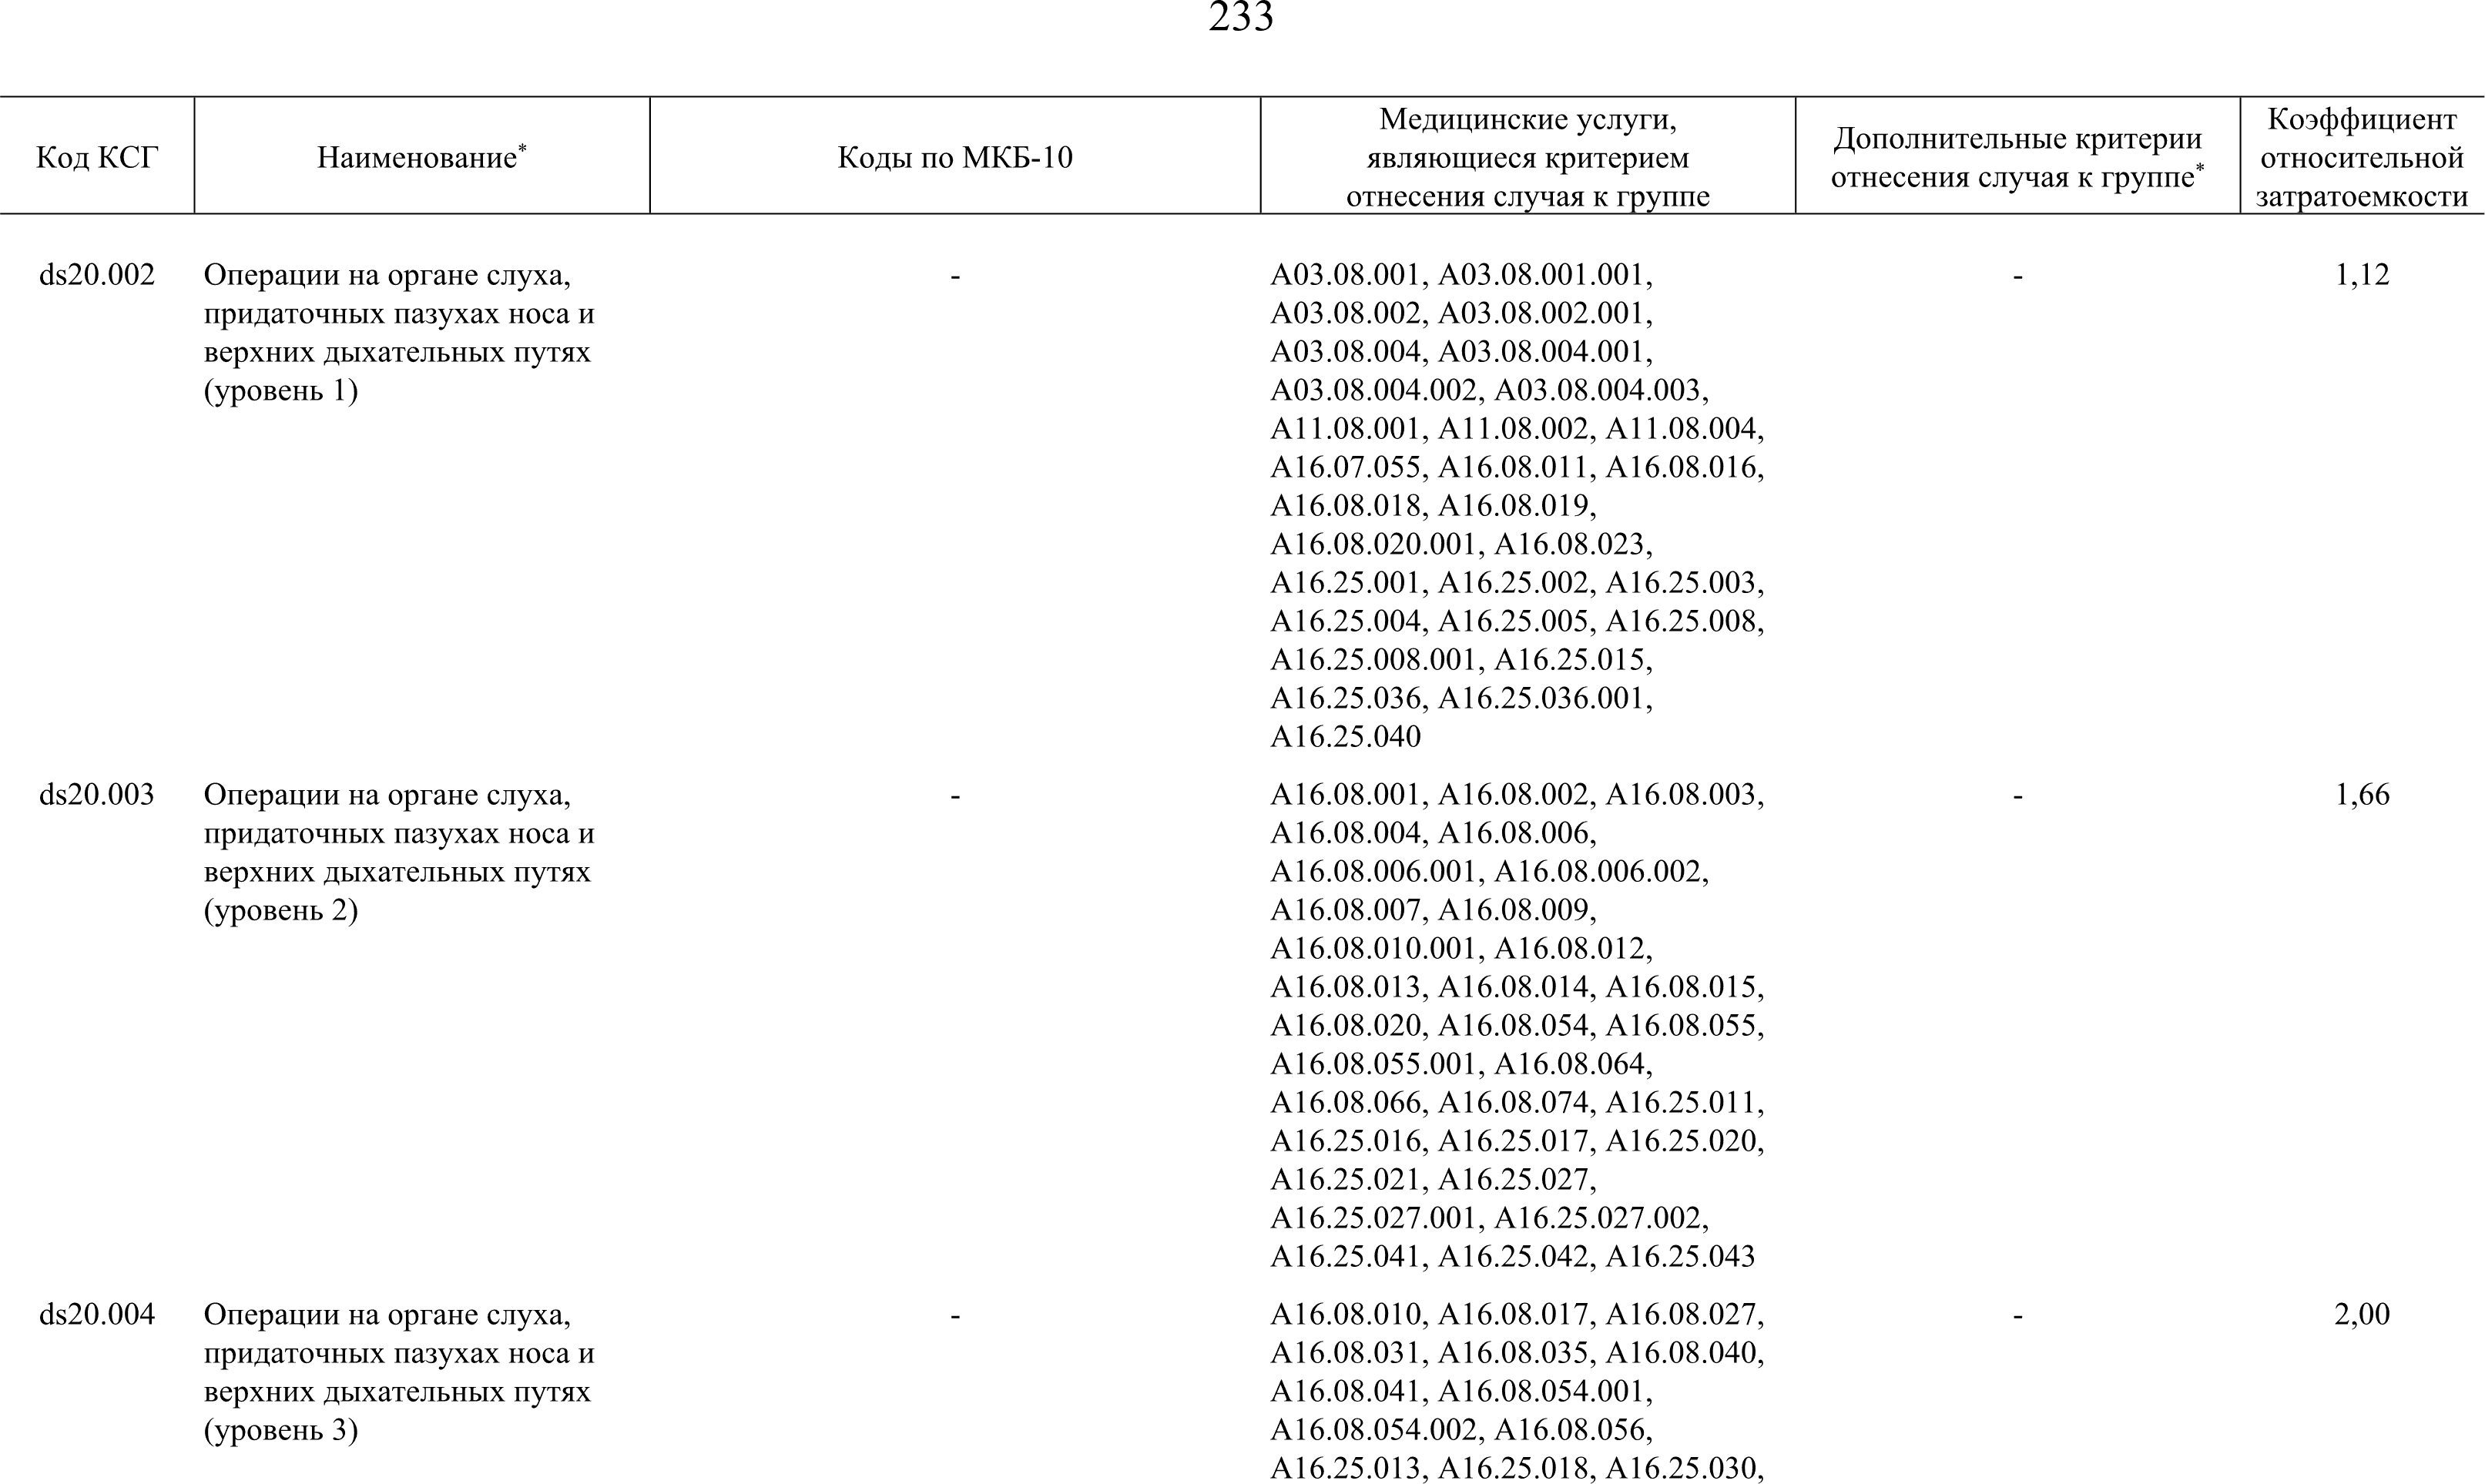 233
Код КСГ
Наименование*
Коды по МКБ-10
Медицинские услуги,
являющиеся критерием
отнесения случая к группе
Дополнительные критерии
отнесения случая к группе*
Коэффициент
относительной
затратоемкости
ds20.002
Операции на органе слуха,
придаточных пазухах носа и
верхних дыхательных путях
(уровень 1)
-
A03.08.001, A03.08.001.001,
A03.08.002, A03.08.002.001,
A03.08.004, A03.08.004.001,
A03.08.004.002, A03.08.004.003,
A11.08.001, A11.08.002, A11.08.004,
A16.07.055, A16.08.011, A16.08.016,
A16.08.018, A16.08.019,
A16.08.020.001, A16.08.023,
A16.25.001, A16.25.002, A16.25.003,
A16.25.004, A16.25.005, A16.25.008,
A16.25.008.001, A16.25.015,
A16.25.036, A16.25.036.001,
A16.25.040
-
1,12
ds20.003
Операции на органе слуха,
придаточных пазухах носа и
верхних дыхательных путях
(уровень 2)
-
A16.08.001, A16.08.002, A16.08.003,
A16.08.004, A16.08.006,
A16.08.006.001, A16.08.006.002,
A16.08.007, A16.08.009,
A16.08.010.001, A16.08.012,
A16.08.013, A16.08.014, A16.08.015,
A16.08.020, A16.08.054, A16.08.055,
A16.08.055.001, A16.08.064,
A16.08.066, A16.08.074, A16.25.011,
A16.25.016, A16.25.017, A16.25.020,
A16.25.021, A16.25.027,
A16.25.027.001, A16.25.027.002,
A16.25.041, A16.25.042, A16.25.043
-
1,66
ds20.004
Операции на органе слуха,
придаточных пазухах носа и
верхних дыхательных путях
(уровень 3)
-
A16.08.010, A16.08.017, A16.08.027,
A16.08.031, A16.08.035, A16.08.040,
A16.08.041, A16.08.054.001,
A16.08.054.002, A16.08.056,
A16.25.013, A16.25.018, A16.25.030,
-
2,00